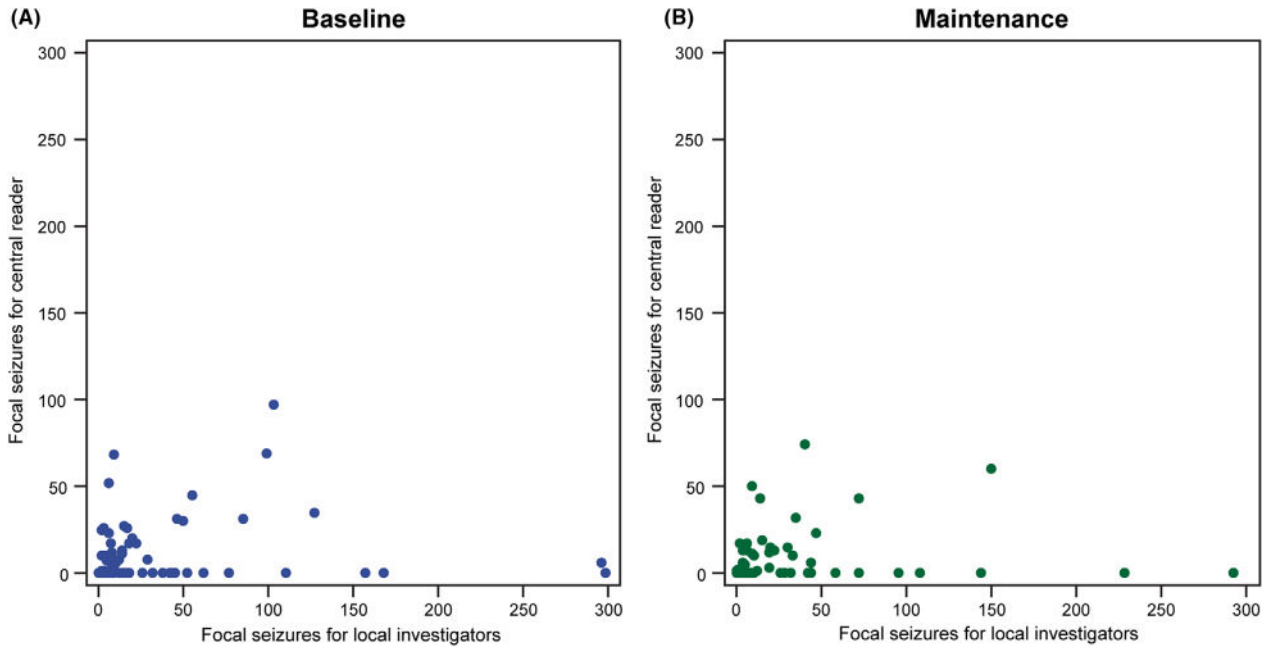 (A)
Baseline
Focal seizures for central reader
300
250
200
150
100
50
0
0 50 100 150 200 250 300
Focal seizures for local investigators
(B)
Maintenance
Focal seizures for central reader
300
250
200
150
100
50
0
0 50 100 150 200 250 300
Focal seizures for local investigators